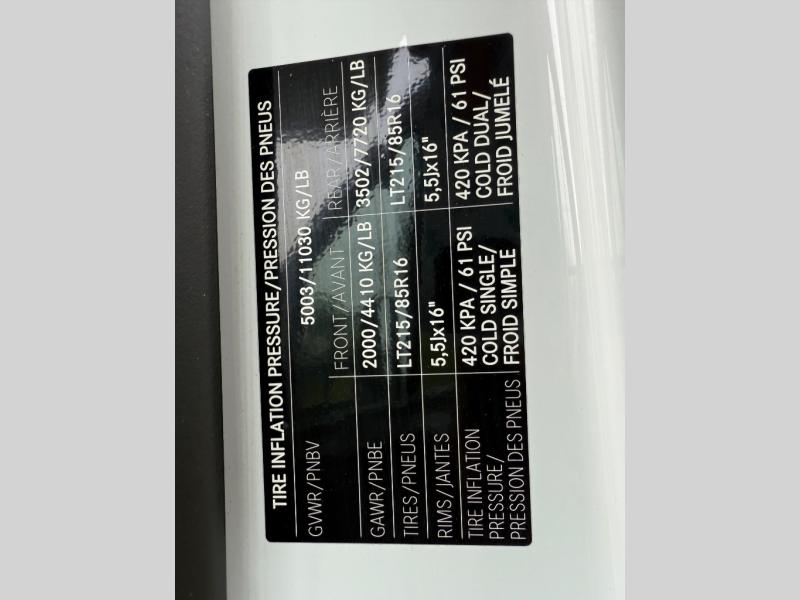 TIRE INFLATION PRESSURE/PRESSION DES PNEUS
GVWR/PNBV 5003/11030 KG/LB
FRONT/AVANT REAR/ARRIÈRE
GAWR/PNBE 2000/4410 KG/LB 3502/7720 KG/LB
TIRES/PNEUS LT215/85R16 LT215/85R16
RIMS/JANTES 5,5Jx16" 5,5Jx16"
TIRE INFLATION 420 KPA / 61 PSI 420 KPA / 61 PSI
PRESSURE/ COLD SINGLE/ COLD DUAL/
PRESSION DES PNEUS FROID SIMPLE FROID JUMELÉ